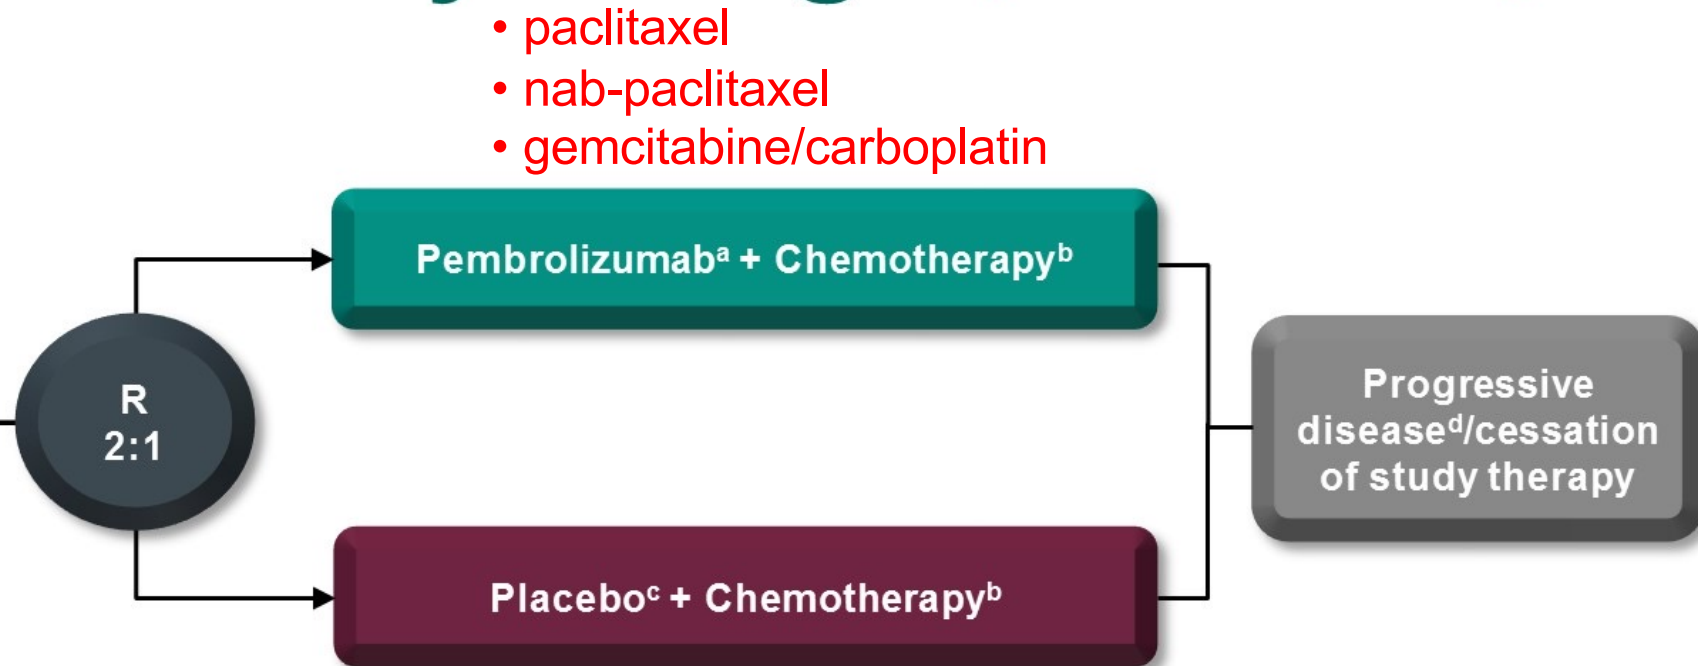 • paclitaxel
• nab-paclitaxel
• gemcitabine/carboplatin
Pembrolizumabᵃ + Chemotherapyᵇ
R
2:1
Progressive
diseaseᵈ/cessation
of study therapy
Placeboᶜ + Chemotherapyᵇ